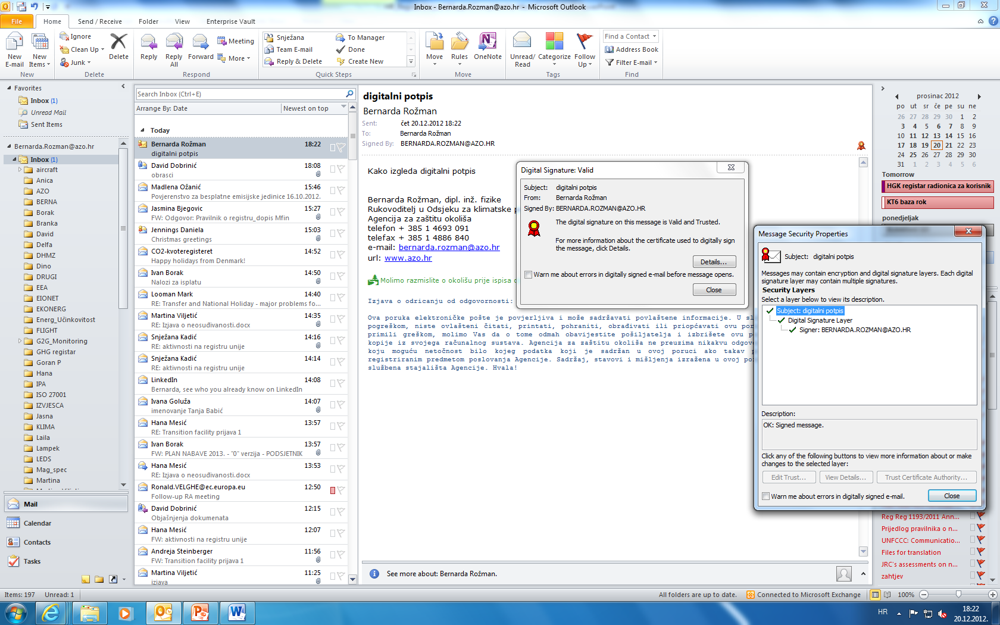 Inbox - Bernarda.Rozman@azo.hr - Microsoft Outlook
File Home Send / Receive Folder View Enterprise Vault
New E-mail
New Items
New
Ignore
Clean Up
Junk
Delete
Delete
Reply
Reply All
Forward
Meeting
More
Respond
Snježana
Team E-mail
Reply & Delete
To Manager
Done
Create New
Quick Steps
Move
Rules
OneNote
Move
Unread/ Read
Categorize
Follow Up
Tags
Find a Contact
Address Book
Filter E-mail
Find
Favorites
Inbox (1)
Unread Mail
Sent Items
Bernarda.Rozman@azo.hr
Inbox (1)
aircraft
Anica
AZO
BERNA
Borak
Branka
David
Delfa
DHMZ
Dino
DRUGI
EEA
EIONET
EKONERG
Energ_Učinkovitost
FLIGHT
G2G_Monitoring
GHG registar
Goran P
Hana
IPA
ISO 27001
IZVJESCA
Jasna
KLIMA
Laila
Lampek
LEDS
Mag_spec
Martina
Mail
Calendar
Contacts
Tasks
Search Inbox (Ctrl+E)
Arrange By: Date Newest on top
Today
Bernarda Rožman 18:22
digitalni potpis
David Dobrinić 18:08
obrasci
Madlena Ožanić 15:46
Povjerenstvo za besplatne emisijske jedinice 16.10.2012.
Jasmina Bjegovic 15:27
FW: Odgovor: Pravilnik o registru_dopis Mfin
Jennings Daniela 15:03
Christmas greetings
CO2-kvoteregisteret 14:52
Happy holidays from Denmark!
Ivan Borak 14:50
Nalozi za isplatu
Looman Mark 14:40
RE: Transfer and National Holiday - major problems fo...
Martina Viljetić 14:35
RE: Izjava o neosuđivanosti.docx
Snježana Kadić 14:16
RE: aktivnosti na registru unije
Snježana Kadić 14:14
RE: aktivnosti na registru unije
LinkedIn 14:08
Bernarda, see who you already know on LinkedIn
Ivana Goluža 14:07
imenovanje Tanja Babić
Hana Mesić 13:57
RE: Transition facility prijava 1
Ivan Borak 13:57
FW: PLAN NABAVE 2013. - "0" verzija - PODSJETNIK
Hana Mesić 13:53
RE: Izjava o neosuđivanosti.docx
Ronald.VELGHE@ec.europa.eu 12:50
Follow-up RA meeting
David Dobrinić 12:15
Objašnjenja dokumenata
Hana Mesić 12:07
FW: aktivnosti na registru unije
Andreja Steinberger 11:56
FW: Transition facility prijava 1
Martina Viljetić 11:25
izjava
digitalni potpis
Bernarda Rožman
Sent: čet 20.12.2012 18:22
To: Bernarda Rožman
Signed By: BERNARDA.ROZMAN@AZO.HR
Kako izgleda digitalni potpis
Bernarda Rožman, dipl. inž. fizike
Rukovoditelj u Odsjeku za klimatske
Agencija za zaštitu okoliša
telefon + 385 1 4693 091
telefax + 385 1 4886 840
e-mail: bernarda.rozman@azo.hr
url: www.azo.hr
Molimo razmislite o okolišu prije ispisa
Izjava o odricanju od odgovornosti:
Ova poruka elektroničke pošte je povjerljiva i može sadržavati povlaštene informacije. U
pogreškom, niste ovlašteni čitati, printati, pohraniti, obrađivati ili priopćavati ovu
primili greškom, molimo Vas da o tome odmah obavijestite pošiljatelja i izbrišete ovu
kopije iz svojega računalnog sustava. Agencija za zaštitu okoliša ne preuzima nikakvu
koju moguću netočnost bilo kojeg podatka koji je sadržan u ovoj poruci ako takav
registriranim predmetom poslovanja Agencije. Sadržaj, stavovi i mišljenja izražena u ovoj
službena stajališta Agencije. Hvala!
See more about: Bernarda Rožman.
Digital Signature: Valid
Subject: digitalni potpis
From: Bernarda Rožman
Signed By: BERNARDA.ROZMAN@AZO.HR
The digital signature on this message is Valid and Trusted.
For more information about the certificate used to digitally sign
the message, click Details.
Details...
Warn me about errors in digitally signed e-mail before message opens.
Close
prosinac 2012
po ut sr če pe su ne
26 27 28 29 30 1 2
3 4 5 6 7 8 9
10 11 12 13 14 15 16
17 18 19 20 21 22 23
24 25 26 27 28 29 30
31 1 2 3 4 5 6
Tomorrow
HGK registar radionica za korisnik
KT6 baza rok
ponedjeljak
Message Security Properties
Subject: digitalni potpis
Messages may contain encryption and digital signature layers. Each digital
signature layer may contain multiple signatures.
Security Layers
Select a layer below to view its description.
Subject: digitalni potpis
Digital Signature Layer
Signer: BERNARDA.ROZMAN@AZO.HR
Description:
OK: Signed message.
Click any of the following buttons to view more information about or make
changes to the selected layer:
Edit Trust... View Details... Trust Certificate Authority...
Warn me about errors in digitally signed e-mail.
Close
Reg Reg 1193/2011 Ann...
Prijedlog pravilnika o n...
UNFCCC: Communicatio...
Files for translation
JRC's assessments on n...
zahtjev
Items: 197 Unread: 1 All folders are up to date. Connected to Microsoft Exchange 100%
HR 18:22
20.12.2012.